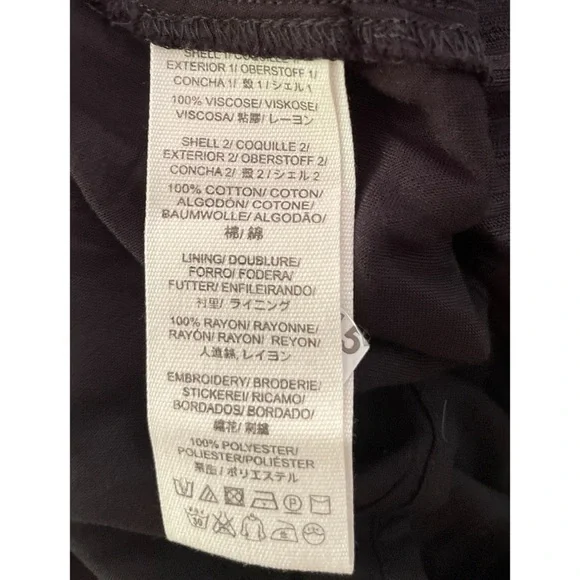 SHELL 1/ COQUILLE 1/
EXTERIOR 1/ OBERSTOFF 1/
CONCHA 1/ 殼 1/ シェル 1
100% VISCOSE/ VISKOSE/
VISCOSA/ 粘膠/ レーヨン
SHELL 2/ COQUILLE 2/
EXTERIOR 2/ OBERSTOFF 2/
CONCHA 2/ 殼 2/ シェル 2
100% COTTON/ COTON/
ALGODÓN/ COTONE/
BAUMWOLLE/ ALGODÃO/
棉/ 綿
LINING/ DOUBLURE/
FORRO/ FODERA/
FUTTER/ ENFILEIRANDO/
衬里/ ライニング
100% RAYON/ RAYONNE/
RAYÓN/ RAYON/ REYON/
人造絲, レイヨン
EMBROIDERY/ BRODERIE/
STICKEREI/ RICAMO/
BORDADOS/ BORDADO/
繡花/ 刺繍
100% POLYESTER/
POLIESTER/POLIÉSTER
聚酯/ ポリエステル
5